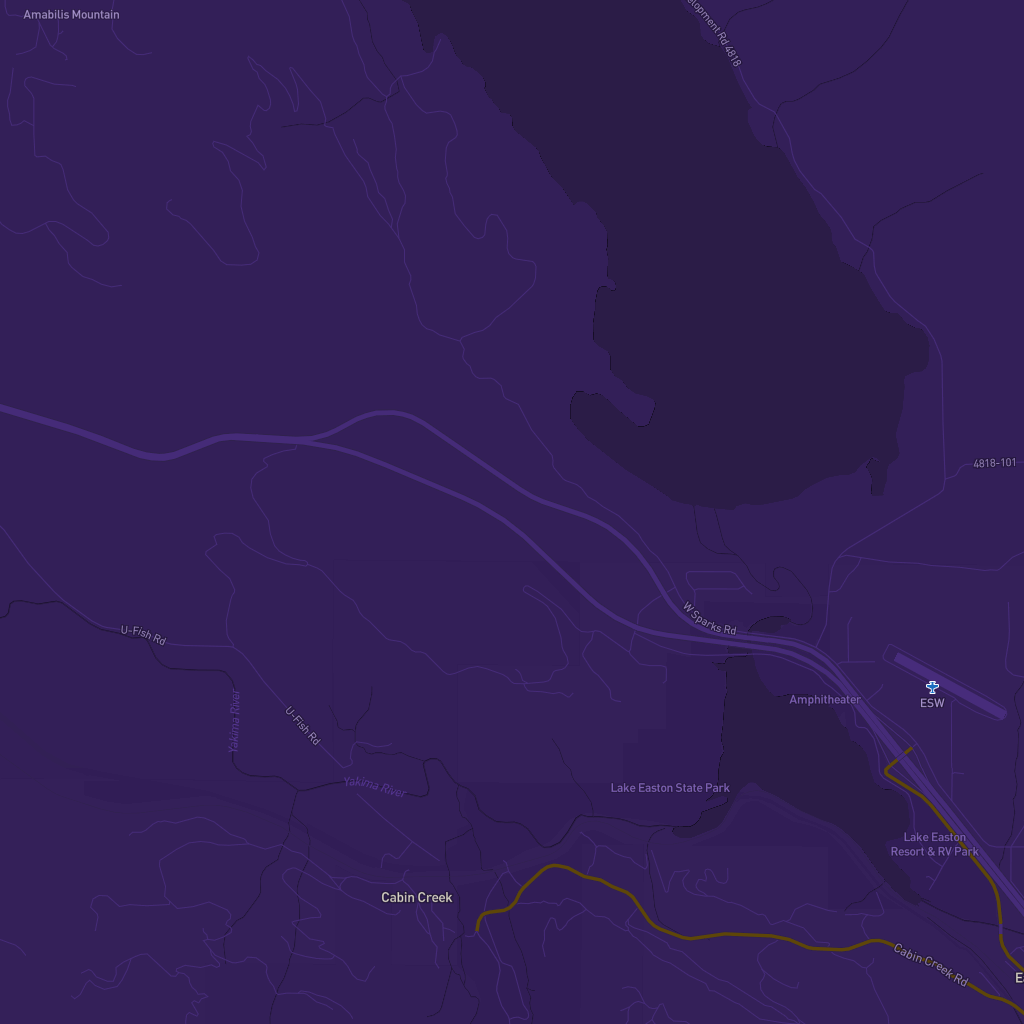 Amabilis Mountain
elopment Rd 4818
4818-101
W Sparks Rd
U-Fish Rd
Yakima River
U-Fish Rd
ESW
Amphitheater
Yakima River
Lake Easton State Park
Lake Easton
Resort & RV Park
Cabin Creek
Cabin Creek Rd